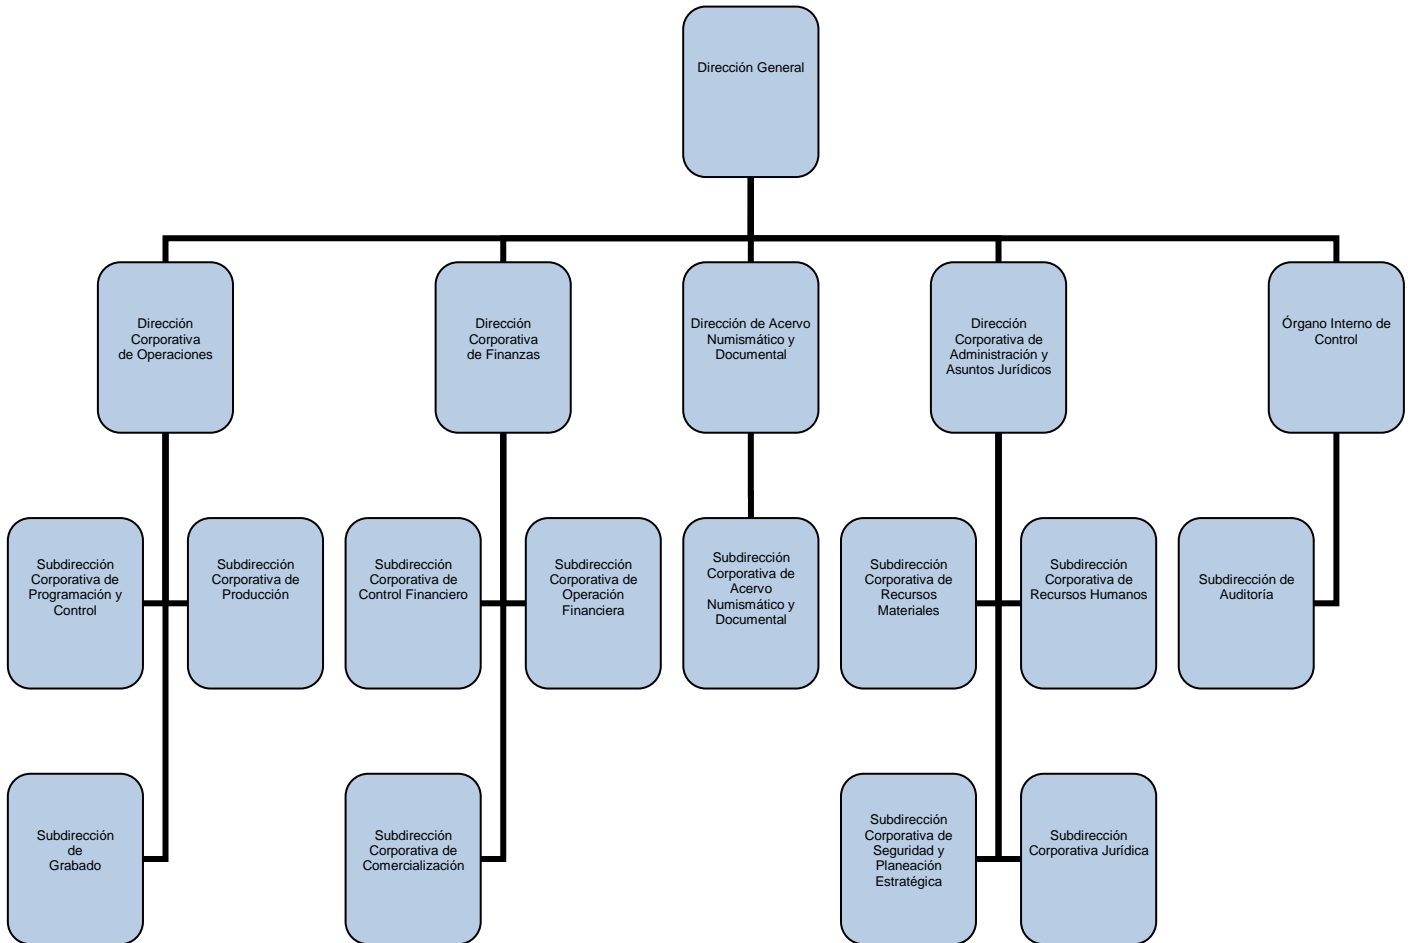 Dirección General
Dirección
Corporativa
de Operaciones
Dirección
Corporativa
de Finanzas
Dirección de Acervo
Numismático y
Documental
Dirección
Corporativa de
Administración y
Asuntos Jurídicos
Órgano Interno de
Control
Subdirección
Corporativa de
Programación y
Control
Subdirección
Corporativa de
Producción
Subdirección
Corporativa de
Control Financiero
Subdirección
Corporativa de
Operación
Financiera
Subdirección
Corporativa de
Acervo
Numismático y
Documental
Subdirección
Corporativa de
Recursos
Materiales
Subdirección
Corporativa de
Recursos Humanos
Subdirección de
Auditoría
Subdirección
de
Grabado
Subdirección
Corporativa de
Comercialización
Subdirección
Corporativa de
Seguridad y
Planeación
Estratégica
Subdirección
Corporativa Jurídica